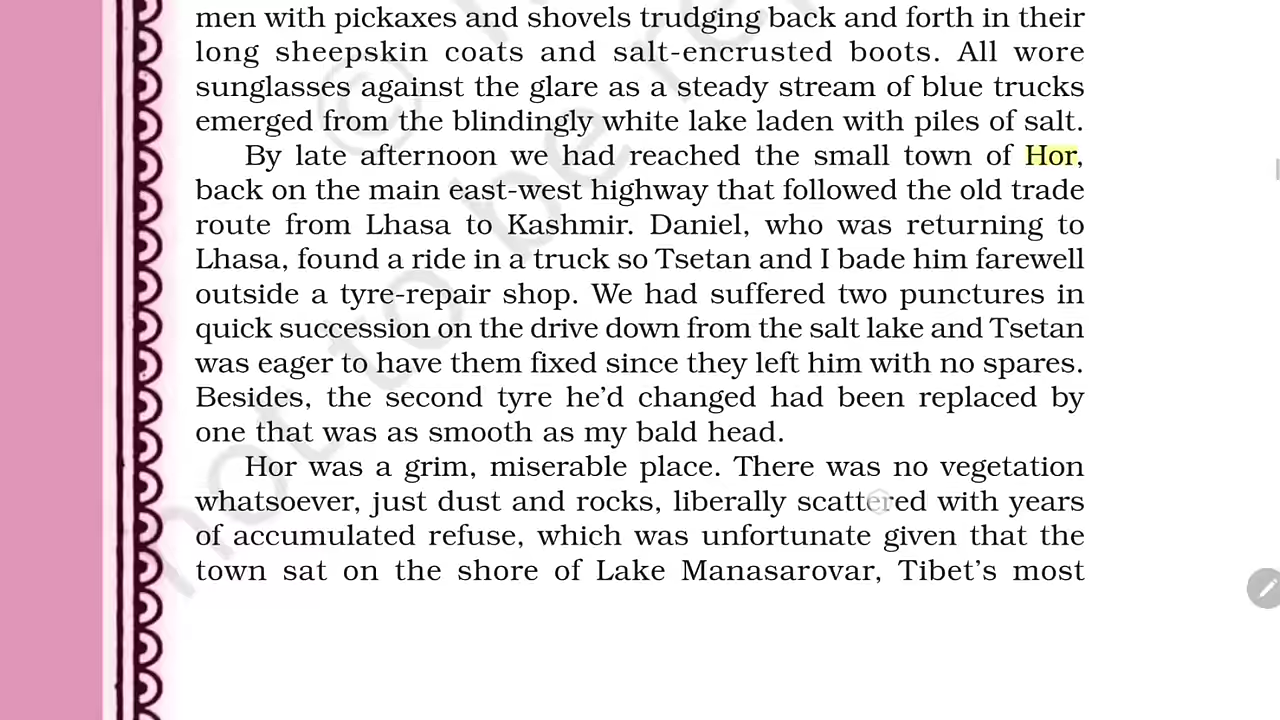 men with pickaxes and shovels trudging back and forth in their
long sheepskin coats and salt-encrusted boots. All wore
sunglasses against the glare as a steady stream of blue trucks
emerged from the blindingly white lake laden with piles of salt.
By late afternoon we had reached the small town of Hor,
back on the main east-west highway that followed the old trade
route from Lhasa to Kashmir. Daniel, who was returning to
Lhasa, found a ride in a truck so Tsetan and I bade him farewell
outside a tyre-repair shop. We had suffered two punctures in
quick succession on the drive down from the salt lake and Tsetan
was eager to have them fixed since they left him with no spares.
Besides, the second tyre he’d changed had been replaced by
one that was as smooth as my bald head.
Hor was a grim, miserable place. There was no vegetation
whatsoever, just dust and rocks, liberally scattered with years
of accumulated refuse, which was unfortunate given that the
town sat on the shore of Lake Manasarovar, Tibet’s most
© not to be re